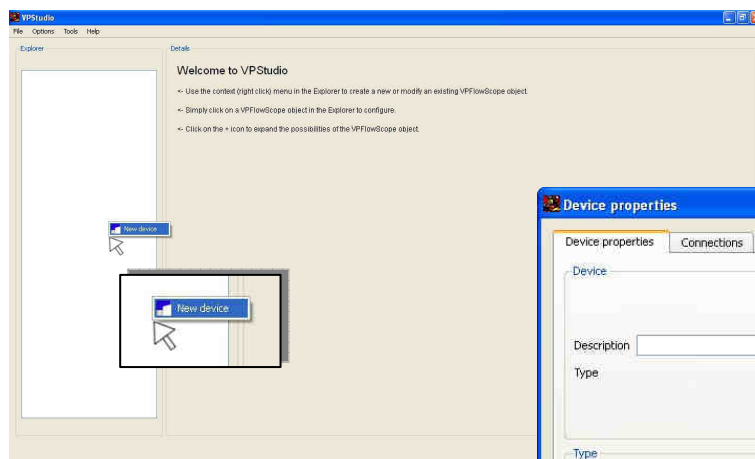 VPStudio
File Options Tools Help
Explorer
Details
Welcome to VPStudio
<- Use the context (right click) menu in the Explorer to create a new or modify an existing VPFlowScope object.
<- Simply click on a VPFlowScope object in the Explorer to configure.
<- Click on the + icon to expand the possibilities of the VPFlowScope object.
New device
New device
Device properties
Device properties Connections
Device
Description
Type
Type